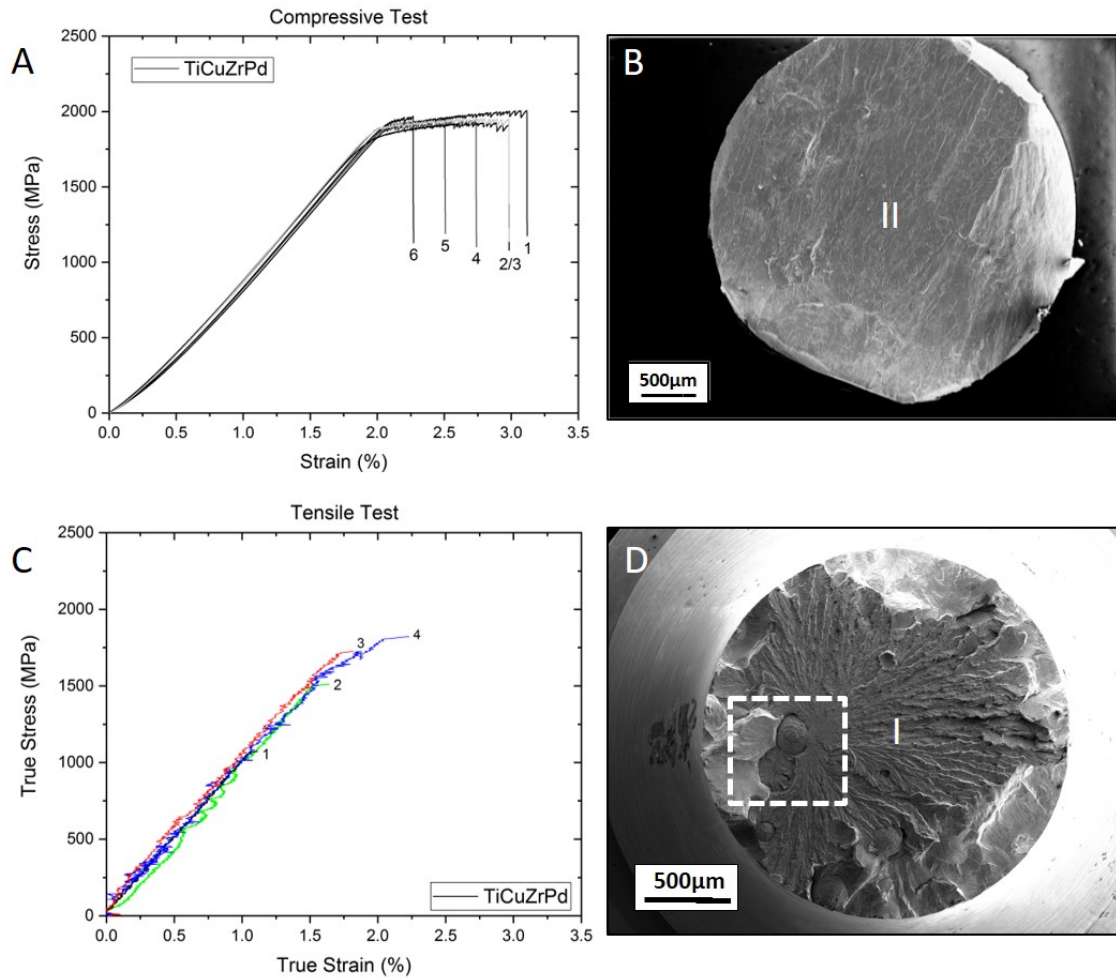 Compressive Test
A
TiCuZrPd
2500
2000
1500
1000
500
0
Stress (MPa)
6
5
4
2/3
1
0.0 0.5 1.0 1.5 2.0 2.5 3.0 3.5
Strain (%)
B
II
500µm
Tensile Test
C
2500
2000
1500
1000
500
0
True Stress (MPa)
1
2
3
4
TiCuZrPd
0.0 0.5 1.0 1.5 2.0 2.5 3.0 3.5
True Strain (%)
D
I
500µm